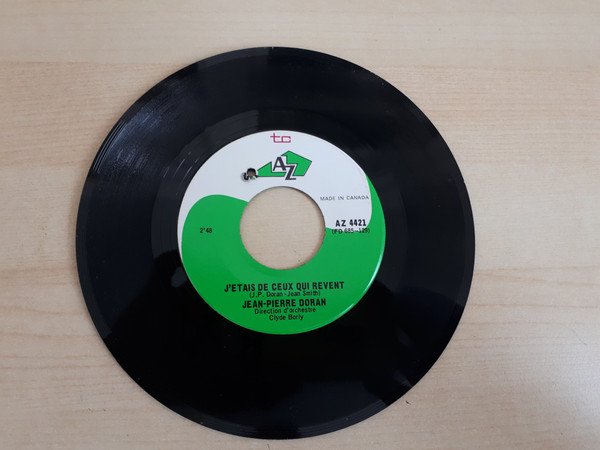 tc
AZ
MADE IN CANADA
AZ 4421
2"48
J'ETAIS DE CEUX QUI REVENT
(J.P. Doran - Jean Smith)
JEAN-PIERRE DORAN
Direction d'orchestre
Clyde Borly